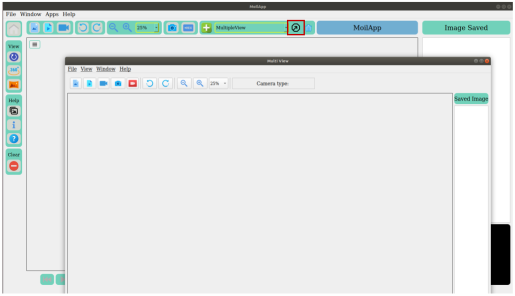 MoilApp
File Window Apps Help
25% MultipleView MoilApp Image Saved
View
Multi View
File View Window Help
25% Camera type:
Help
Saved Image
Clear